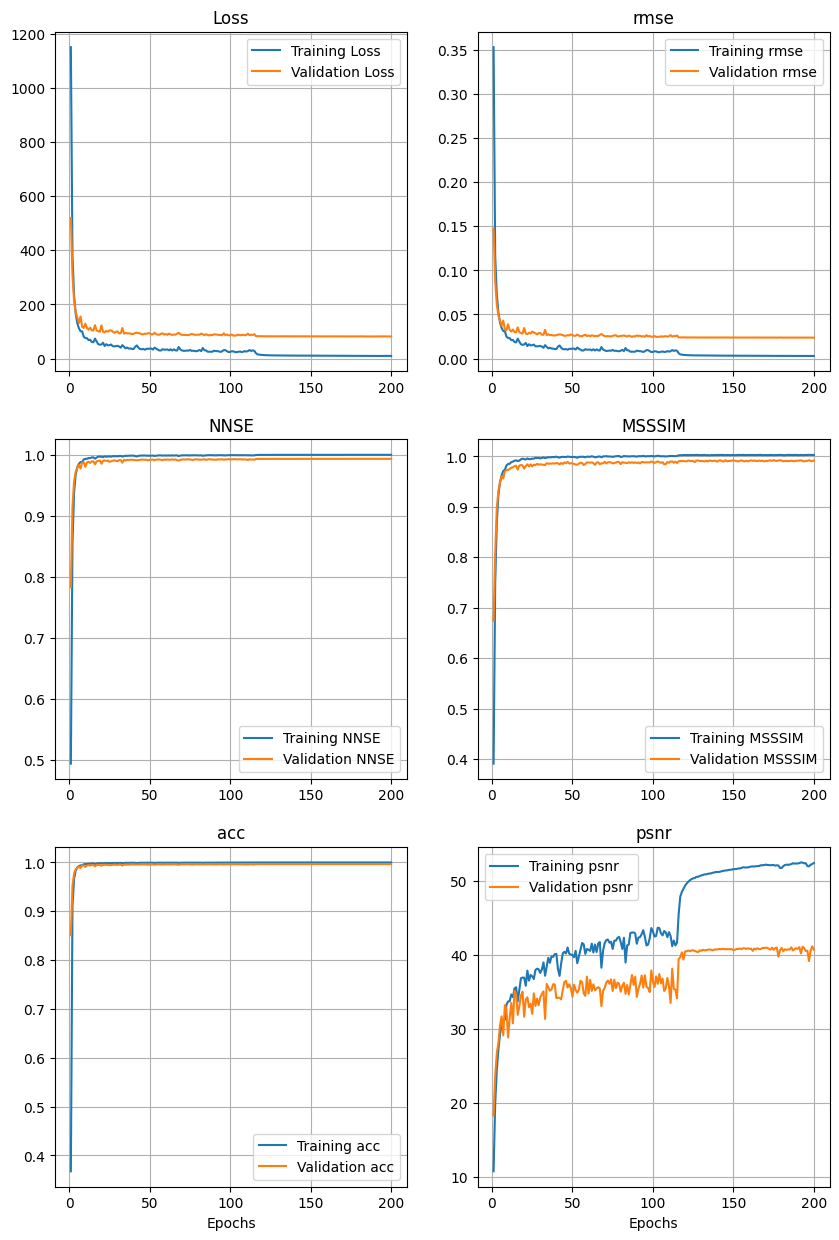 Loss
1200
1000
800
600
400
200
0
0 50 100 150 200
Training Loss
Validation Loss
rmse
0.35
0.30
0.25
0.20
0.15
0.10
0.05
0.00
0 50 100 150 200
Training rmse
Validation rmse
NNSE
1.0
0.9
0.8
0.7
0.6
0.5
0 50 100 150 200
Training NNSE
Validation NNSE
MSSSIM
1.0
0.9
0.8
0.7
0.6
0.5
0.4
0 50 100 150 200
Training MSSSIM
Validation MSSSIM
acc
1.0
0.9
0.8
0.7
0.6
0.5
0.4
0 50 100 150 200
Training acc
Validation acc
Epochs
psnr
50
40
30
20
10
0 50 100 150 200
Training psnr
Validation psnr
Epochs